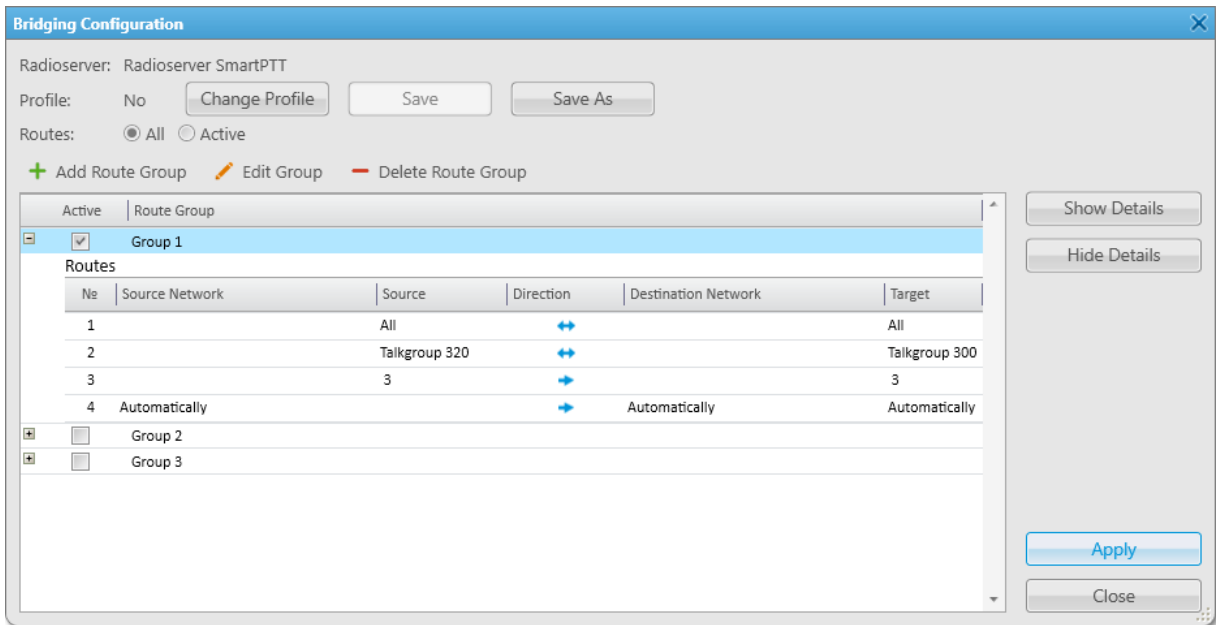 Bridging Configuration
Radioserver: Radioserver SmartPTT
Profile: No Change Profile Save Save As
Routes: All Active
Add Route Group Edit Group Delete Route Group
Active Route Group Show Details
Group 1
Routes Hide Details
№ Source Network Source Direction Destination Network Target
1 All All
2 Talkgroup 320 Talkgroup 300
3 3 3
4 Automatically Automatically Automatically
Group 2
Group 3
Apply
Close